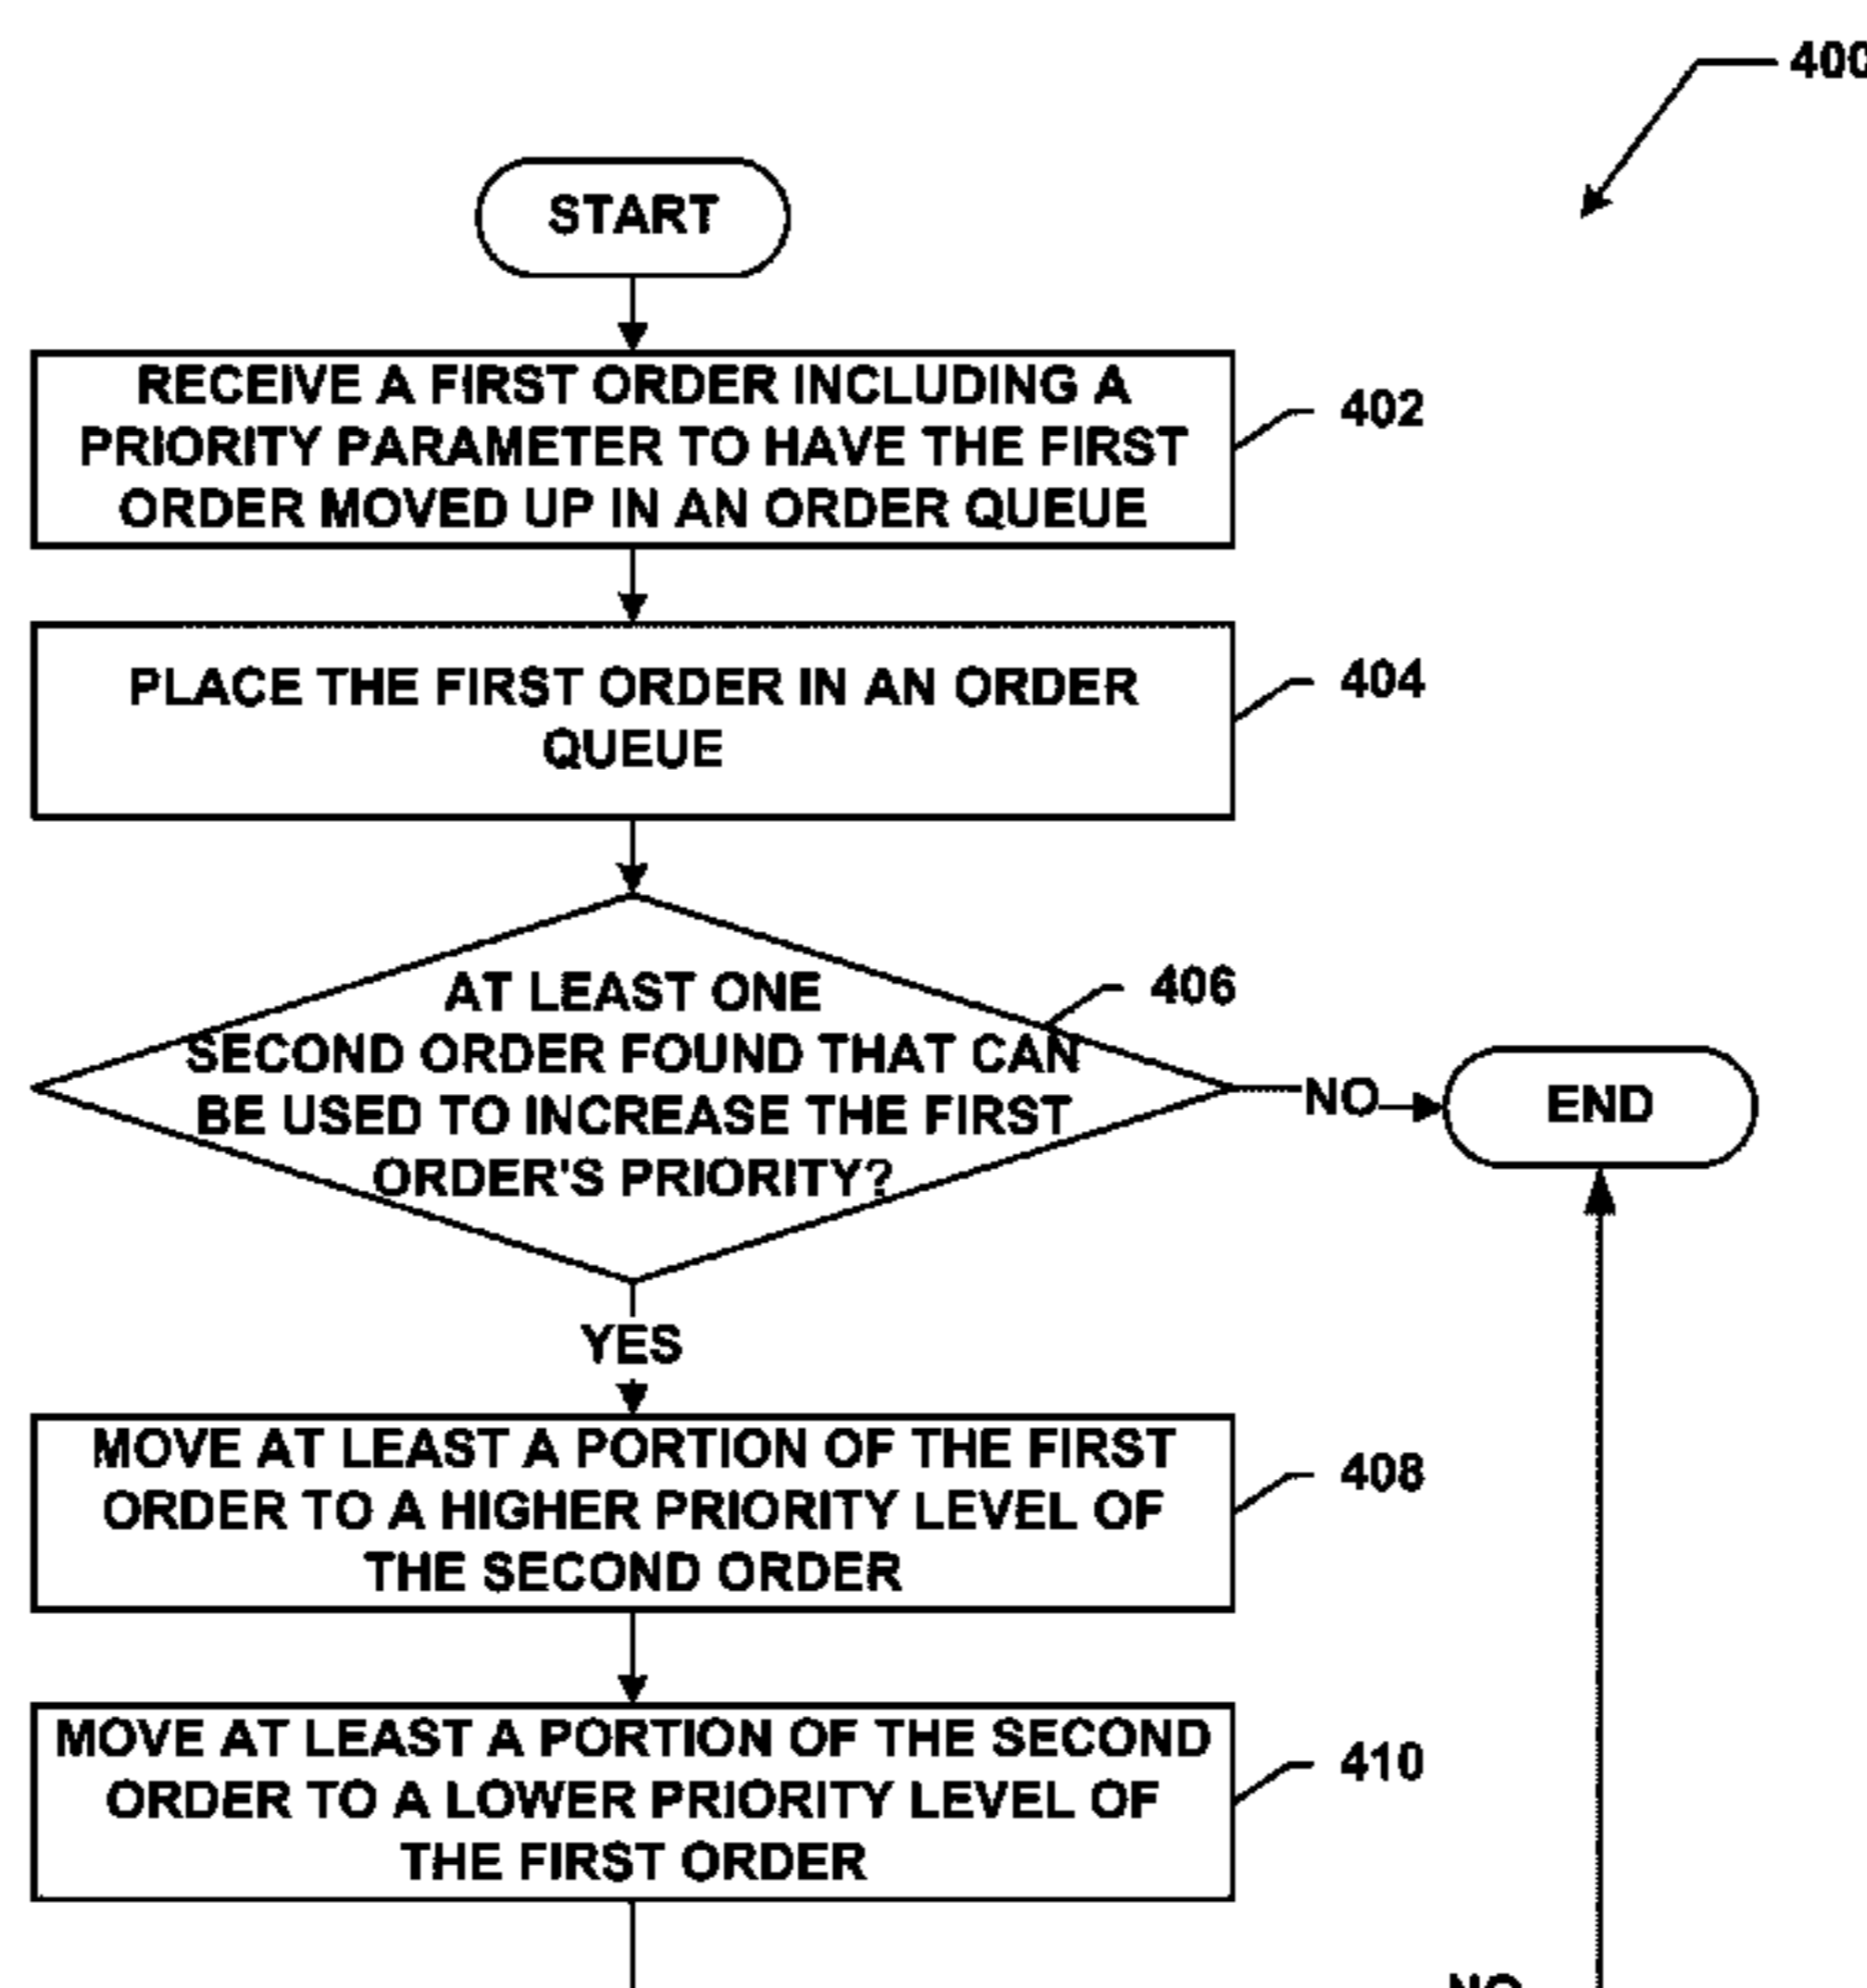 400
START
RECEIVE A FIRST ORDER INCLUDING A
PRIORITY PARAMETER TO HAVE THE FIRST
ORDER MOVED UP IN AN ORDER QUEUE
402
PLACE THE FIRST ORDER IN AN ORDER
QUEUE
404
AT LEAST ONE
SECOND ORDER FOUND THAT CAN
BE USED TO INCREASE THE FIRST
ORDER'S PRIORITY?
406
NO
END
YES
MOVE AT LEAST A PORTION OF THE FIRST
ORDER TO A HIGHER PRIORITY LEVEL OF
THE SECOND ORDER
408
MOVE AT LEAST A PORTION OF THE SECOND
ORDER TO A LOWER PRIORITY LEVEL OF
THE FIRST ORDER
410
NO